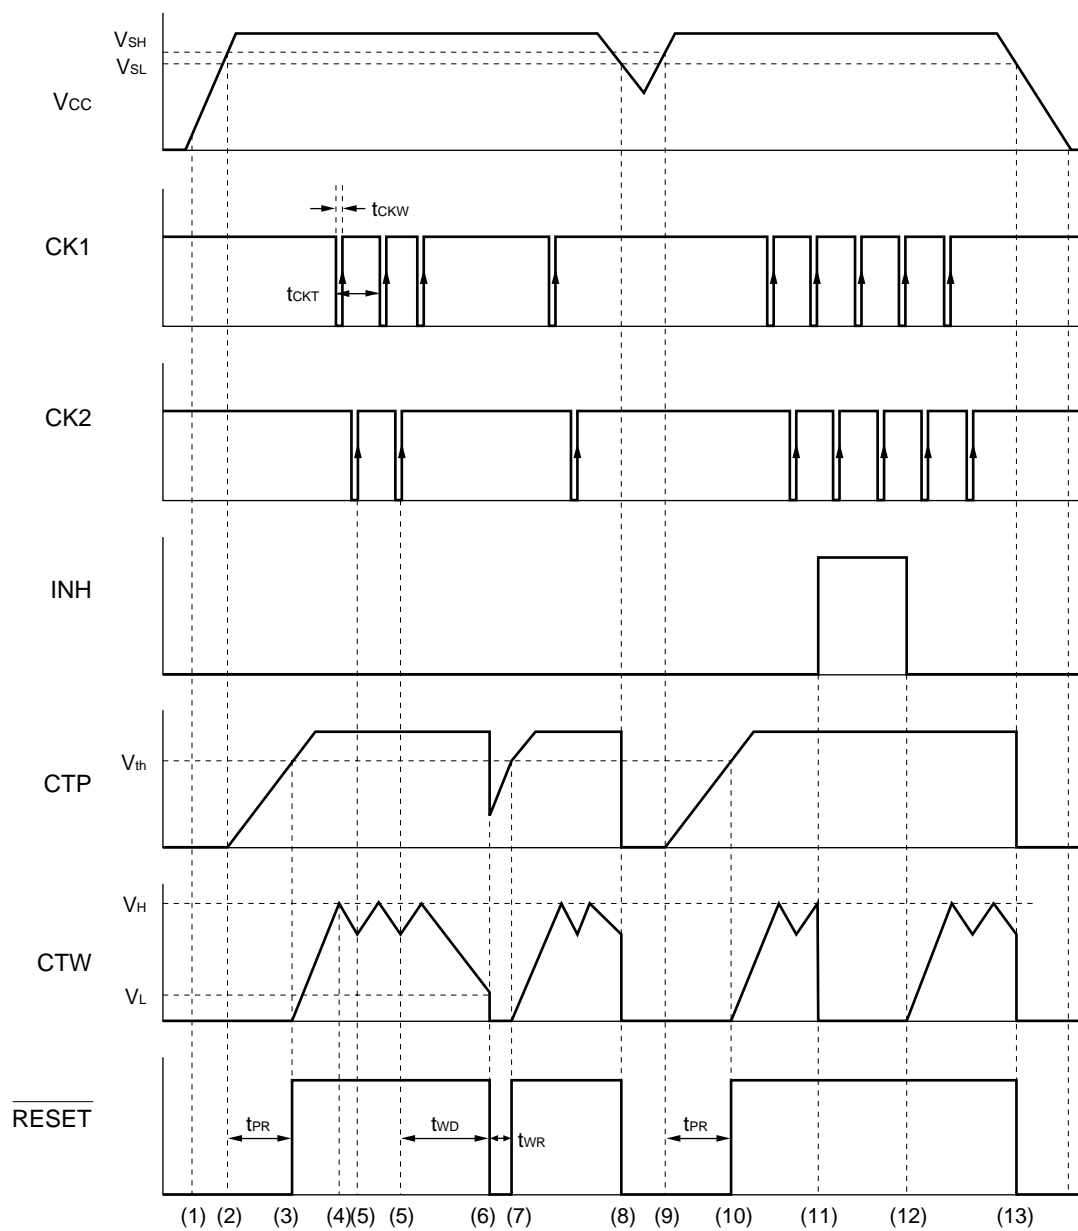 VSH
VSL
VCC
tCKW
CK1
tCKT
CK2
INH
Vth
CTP
VH
CTW
VL
RESET
tPR
tWD
tWR
tPR
(1) (2) (3) (4) (5) (5) (6) (7) (8) (9) (10) (11) (12) (13)